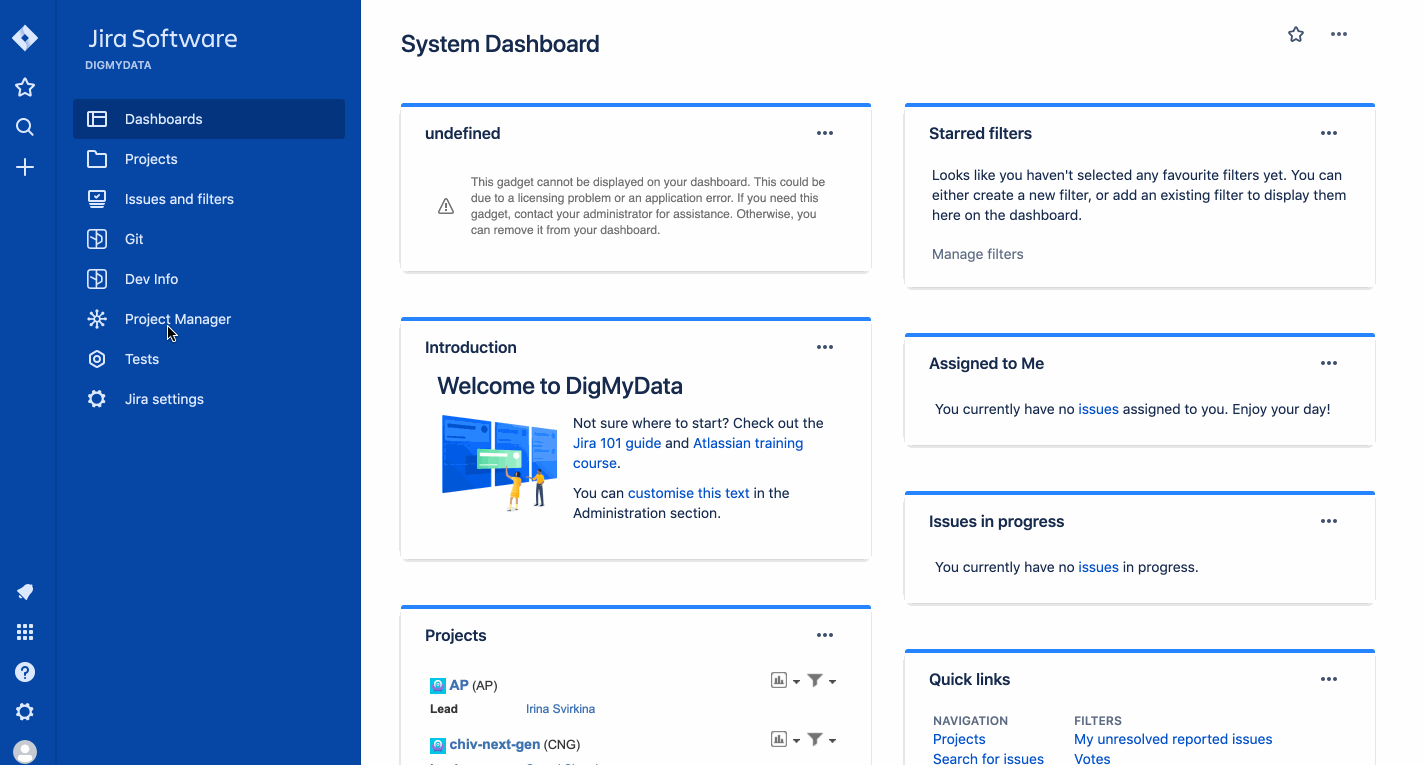 Jira Software
DIGMYDATA
Dashboards
Projects
Issues and filters
Git
Dev Info
Project Manager
Tests
Jira settings
System Dashboard
undefined
This gadget cannot be displayed on your dashboard. This could be
due to a licensing problem or an application error. If you need this
gadget, contact your administrator for assistance. Otherwise, you
can remove it from your dashboard.
Introduction
Welcome to DigMyData
Not sure where to start? Check out the
Jira 101 guide and Atlassian training
course.
You can customise this text in the
Administration section.
Projects
AP (AP)
Lead Irina Svirkina
chiv-next-gen (CNG)
Starred filters
Looks like you haven't selected any favourite filters yet. You can
either create a new filter, or add an existing filter to display them
here on the dashboard.
Manage filters
Assigned to Me
You currently have no issues assigned to you. Enjoy your day!
Issues in progress
You currently have no issues in progress.
Quick links
NAVIGATION FILTERS
Projects My unresolved reported issues
Search for issues Votes